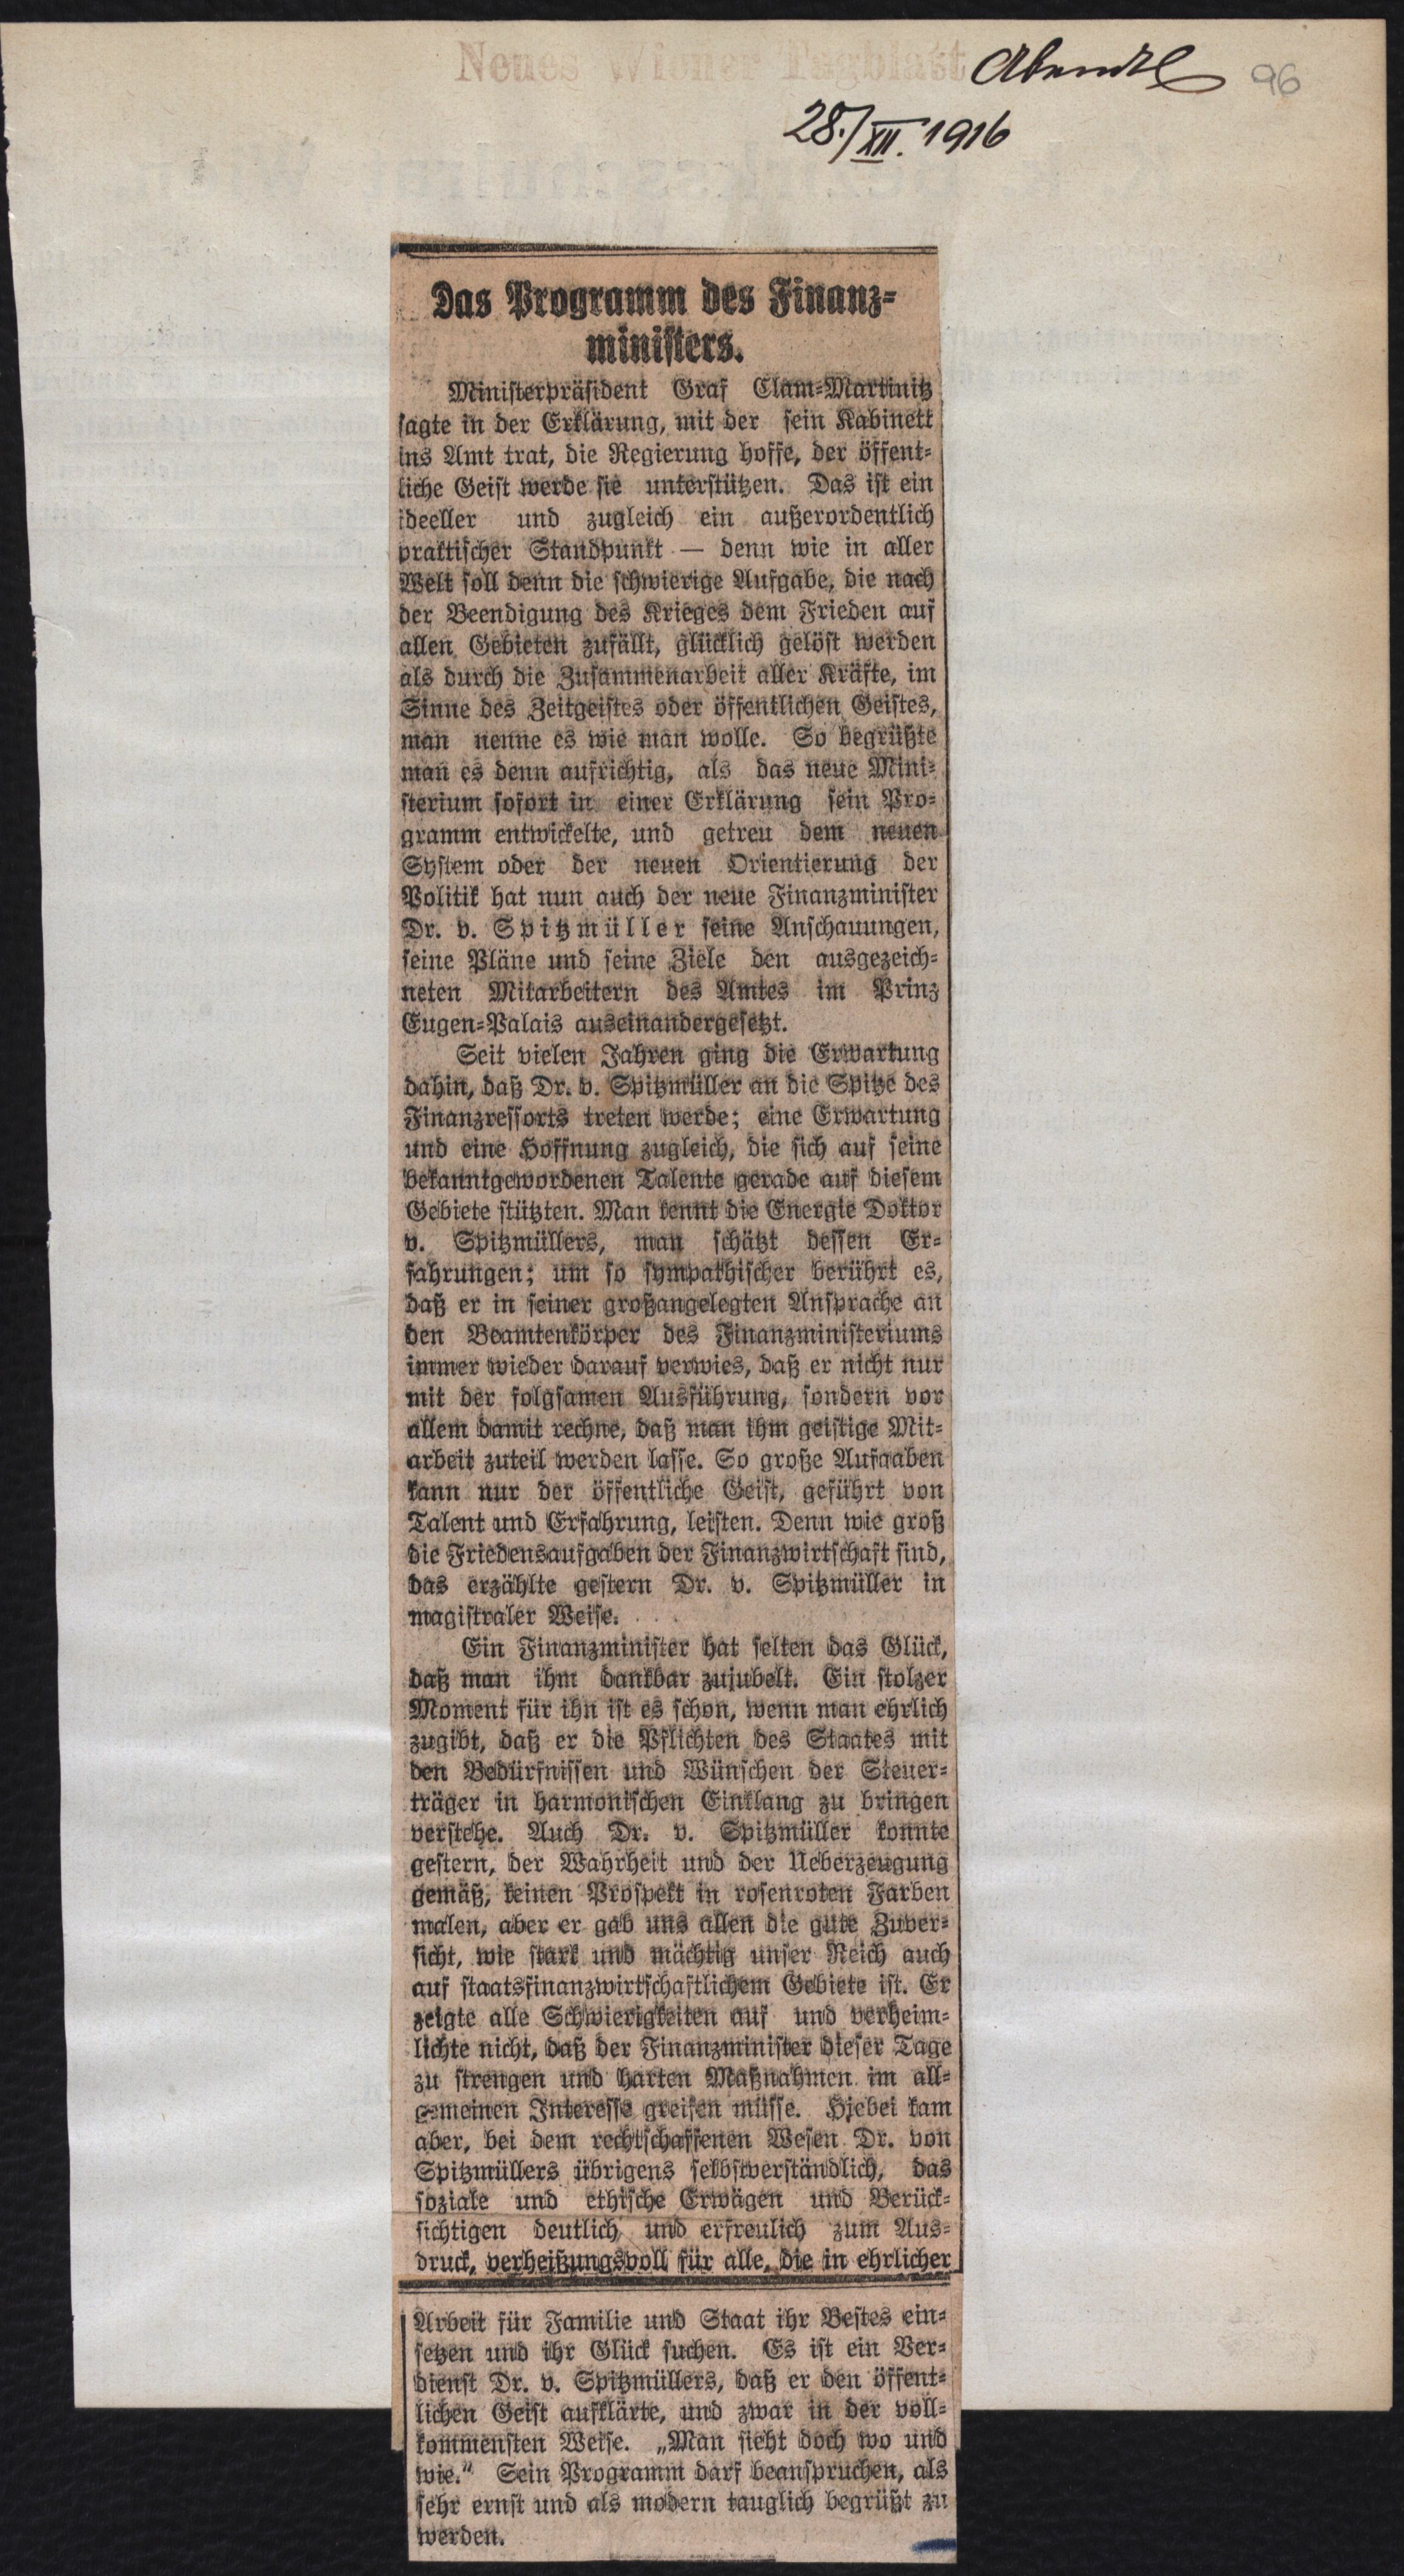 Neues Wiener Tagblatt Abendbl
96
28./XII. 1916
Das Programm des Finanz-
ministers.
Ministerpräsident Graf Clam-Martinitz
sagte in der Erklärung, mit der sein Kabinett
ins Amt trat, die Regierung hoffe, der öffent-
liche Geist werde sie unterstützen. Das ist ein
ideeller und zugleich ein außerordentlich
praktischer Standpunkt — denn wie in aller
Welt soll denn die schwierige Aufgabe, die nach
der Beendigung des Krieges dem Frieden auf
allen Gebieten zufällt, glücklich gelöst werden
als durch die Zusammenarbeit aller Kräfte, im
Sinne des Zeitgeistes oder öffentlichen Geistes,
man nenne es wie man wolle. So begrüßte
man es denn aufrichtig, als das neue Mini-
sterium sofort in einer Erklärung sein Pro-
gramm entwickelte, und getreu dem neuen
System oder der neuen Orientierung der
Politik hat nun auch der neue Finanzminister
Dr. v. Spitzmüller seine Anschauungen,
seine Pläne und seine Ziele den ausgezeich-
neten Mitarbeitern des Amtes im Prinz
Eugen-Palais auseinandergesetzt.
Seit vielen Jahren ging die Erwartung
dahin, daß Dr. v. Spitzmüller an die Spitze des
Finanzressorts treten werde; eine Erwartung
und eine Hoffnung zugleich, die sich auf seine
bekanntgewordenen Talente gerade auf diesem
Gebiete stützten. Man kennt die Energie Doktor
v. Spitzmüllers, man schätzt dessen Er-
fahrungen; um so sympathischer berührt es,
daß er in seiner großangelegten Ansprache an
den Beamtenkörper des Finanzministeriums
immer wieder darauf verwies, daß er nicht nur
mit der folgsamen Ausführung, sondern vor
allem damit rechne, daß man ihm geistige Mit-
arbeit zuteil werden lasse. So große Aufgaben
kann nur der öffentliche Geist, geführt von
Talent und Erfahrung, leisten. Denn wie groß
die Friedensaufgaben der Finanzwirtschaft sind,
das erzählte gestern Dr. v. Spitzmüller in
magistraler Weise.
Ein Finanzminister hat selten das Glück,
daß man ihm dankbar zujubelt. Ein stolzer
Moment für ihn ist es schon, wenn man ehrlich
zugibt, daß er die Pflichten des Staates mit
den Bedürfnissen und Wünschen der Steuer-
träger in harmonischen Einklang zu bringen
verstehe. Auch Dr. v. Spitzmüller konnte
gestern, der Wahrheit und der Ueberzeugung
gemäß, keinen Prospekt in rosenroten Farben
malen, aber er gab uns allen die gute Zuver-
sicht, wie stark und mächtig unser Reich auch
auf staatsfinanzwirtschaftlichem Gebiete ist. Er
zeigte alle Schwierigkeiten auf und verheim-
lichte nicht, daß der Finanzminister dieser Tage
zu strengen und harten Maßnahmen im all-
gemeinen Interesse greifen müsse. Hiebei kam
aber, bei dem rechtschaffenen Wesen Dr. von
Spitzmüllers übrigens selbstverständlich, das
soziale und ethische Erwägen und Berück-
sichtigen deutlich und erfreulich zum Aus-
druck, verheißungsvoll für alle, die in ehrlicher
Arbeit für Familie und Staat ihr Bestes ein-
setzen und ihr Glück suchen. Es ist ein Ver-
dienst Dr. v. Spitzmüllers, daß er den öffent-
lichen Geist aufklärte, und zwar in der voll-
kommensten Weise. „Man sieht doch wo und
wie.“ Sein Programm darf beanspruchen, als
sehr ernst und als modern tauglich begrüßt zu
werden.